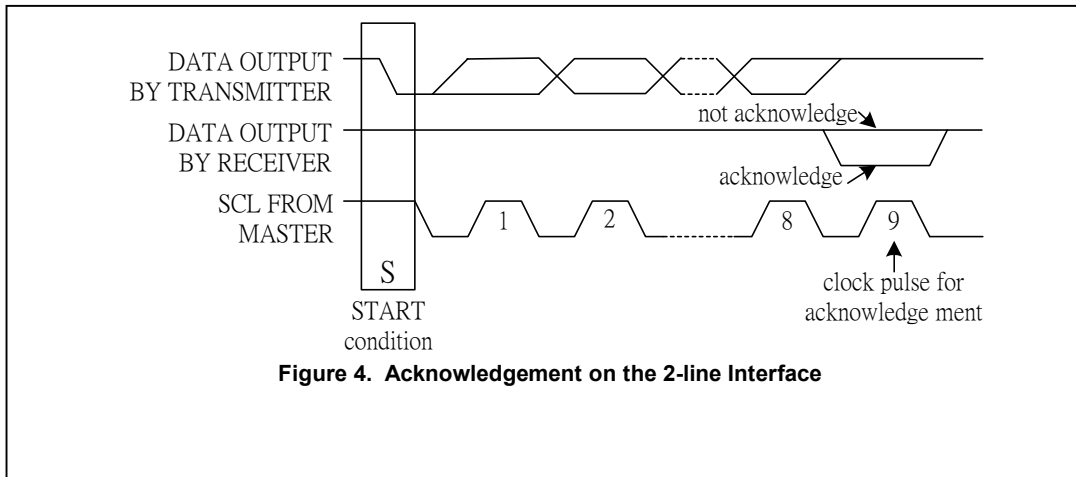 DATA OUTPUT
BY TRANSMITTER
DATA OUTPUT
BY RECEIVER
not acknowledge
acknowledge
SCL FROM
MASTER
1
2
8
9
S
START
condition
clock pulse for
acknowledge ment
Figure 4. Acknowledgement on the 2-line Interface